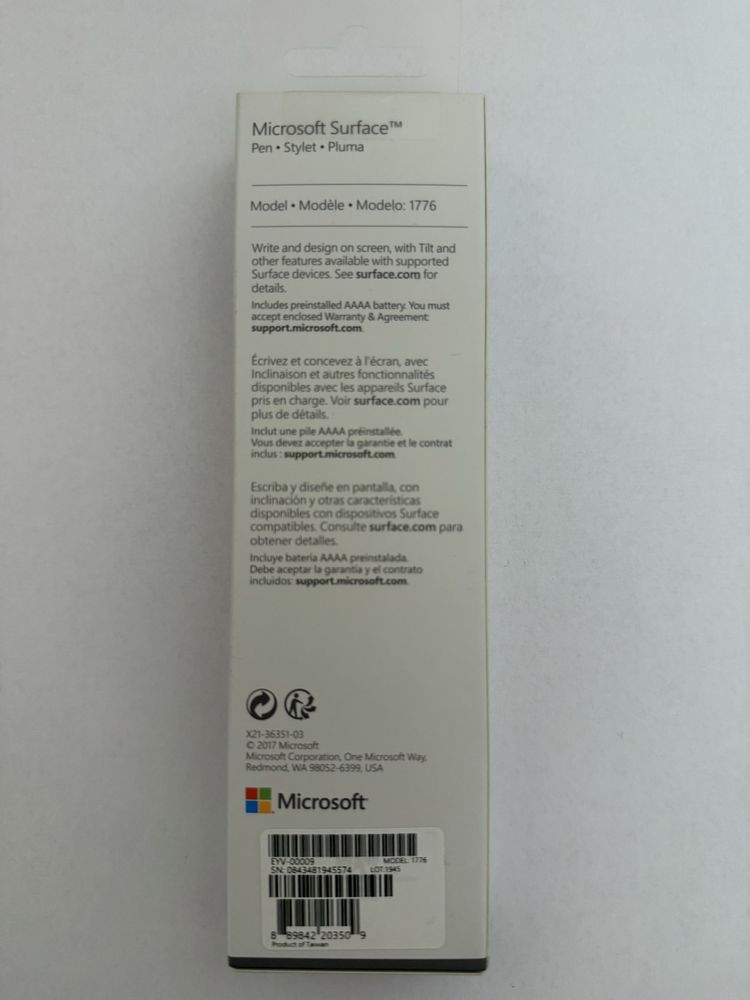 Microsoft Surface™
Pen • Stylet • Pluma
Model • Modèle • Modelo: 1776
Write and design on screen, with Tilt and
other features available with supported
Surface devices. See surface.com for
details.
Includes preinstalled AAAA battery. You must
accept enclosed Warranty & Agreement:
support.microsoft.com.
Écrivez et concevez à l'écran, avec
Inclinaison et autres fonctionnalités
disponibles avec les appareils Surface
pris en charge. Voir surface.com pour
plus de détails.
Inclut une pile AAAA préinstallée.
Vous devez accepter la garantie et le contrat
inclus : support.microsoft.com.
Escriba y diseñe en pantalla, con
inclinación y otras características
disponibles con dispositivos Surface
compatibles. Consulte surface.com para
obtener detalles.
Incluye batería AAAA preinstalada.
Debe aceptar la garantía y el contrato
incluidos: support.microsoft.com.
X21-36351-03
© 2017 Microsoft
Microsoft Corporation, One Microsoft Way,
Redmond, WA 98052-6399, USA
Microsoft
EYV-00009 MODEL: 1776
SN: 0843481945574 LOT:1945
8 89842 20350 9
Product of Taiwan